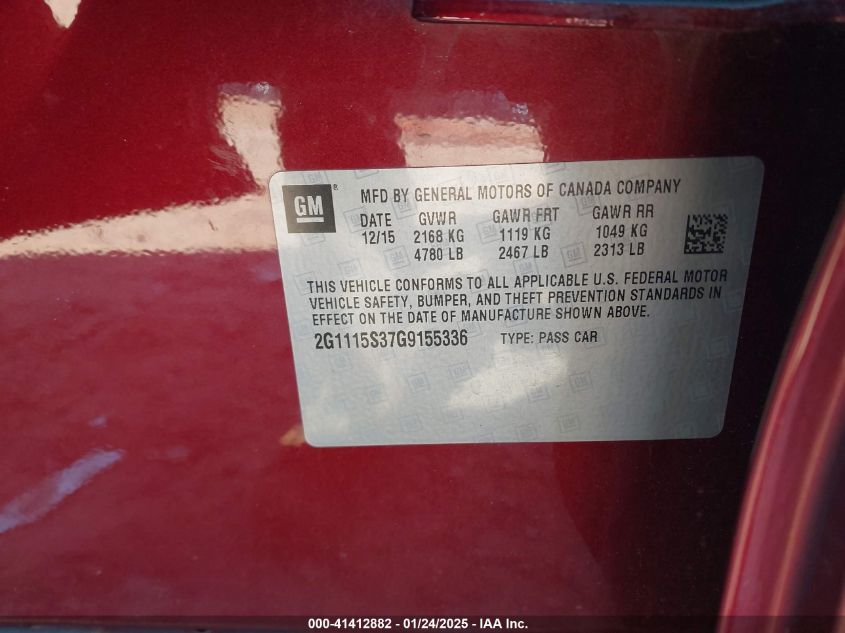 GM ® MFD BY GENERAL MOTORS OF CANADA COMPANY
DATE GVWR GAWR FRT GAWR RR
12/15 2168 KG 1119 KG 1049 KG
4780 LB 2467 LB 2313 LB
THIS VEHICLE CONFORMS TO ALL APPLICABLE U.S. FEDERAL MOTOR
VEHICLE SAFETY, BUMPER, AND THEFT PREVENTION STANDARDS IN
EFFECT ON THE DATE OF MANUFACTURE SHOWN ABOVE.
2G1115S37G9155336 TYPE: PASS CAR
000-41412882 - 01/24/2025 - IAA Inc.